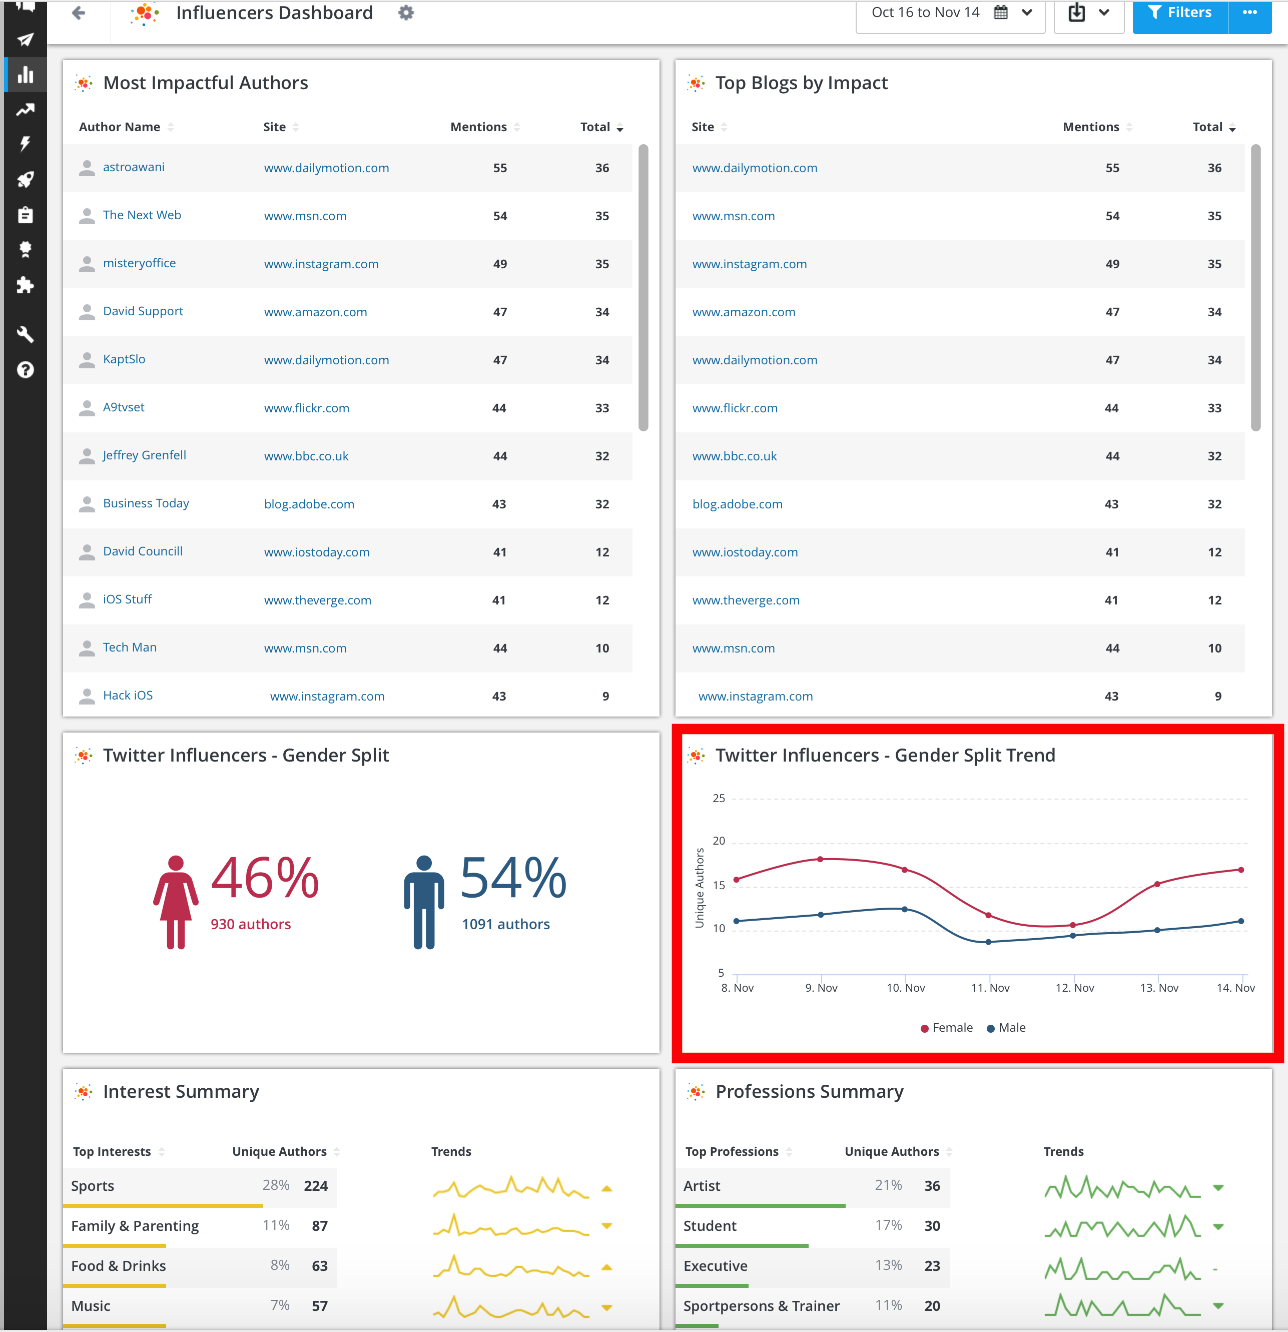 Influencers Dashboard
Oct 16 to Nov 14
Filters
Most Impactful Authors
Author Name Site Mentions Total
astroawani www.dailymotion.com 55 36
The Next Web www.msn.com 54 35
misteryoffice www.instagram.com 49 35
David Support www.amazon.com 47 34
KaptSlo www.dailymotion.com 47 34
A9tvset www.flickr.com 44 33
Jeffrey Grenfell www.bbc.co.uk 44 32
Business Today blog.adobe.com 43 32
David Councill www.iostoday.com 41 12
iOS Stuff www.theverge.com 41 12
Tech Man www.msn.com 44 10
Hack iOS www.instagram.com 43 9
Top Blogs by Impact
Site Mentions Total
www.dailymotion.com 55 36
www.msn.com 54 35
www.instagram.com 49 35
www.amazon.com 47 34
www.dailymotion.com 47 34
www.flickr.com 44 33
www.bbc.co.uk 44 32
blog.adobe.com 43 32
www.iostoday.com 41 12
www.theverge.com 41 12
www.msn.com 44 10
www.instagram.com 43 9
Twitter Influencers - Gender Split
46% 54%
930 authors 1091 authors
Twitter Influencers - Gender Split Trend
Unique Authors
25
20
15
10
5
8. Nov 9. Nov 10. Nov 11. Nov 12. Nov 13. Nov 14. Nov
Female Male
Interest Summary
Top Interests Unique Authors Trends
Sports 28% 224
Family & Parenting 11% 87
Food & Drinks 8% 63
Music 7% 57
Professions Summary
Top Professions Unique Authors Trends
Artist 21% 36
Student 17% 30
Executive 13% 23
Sportpersons & Trainer 11% 20